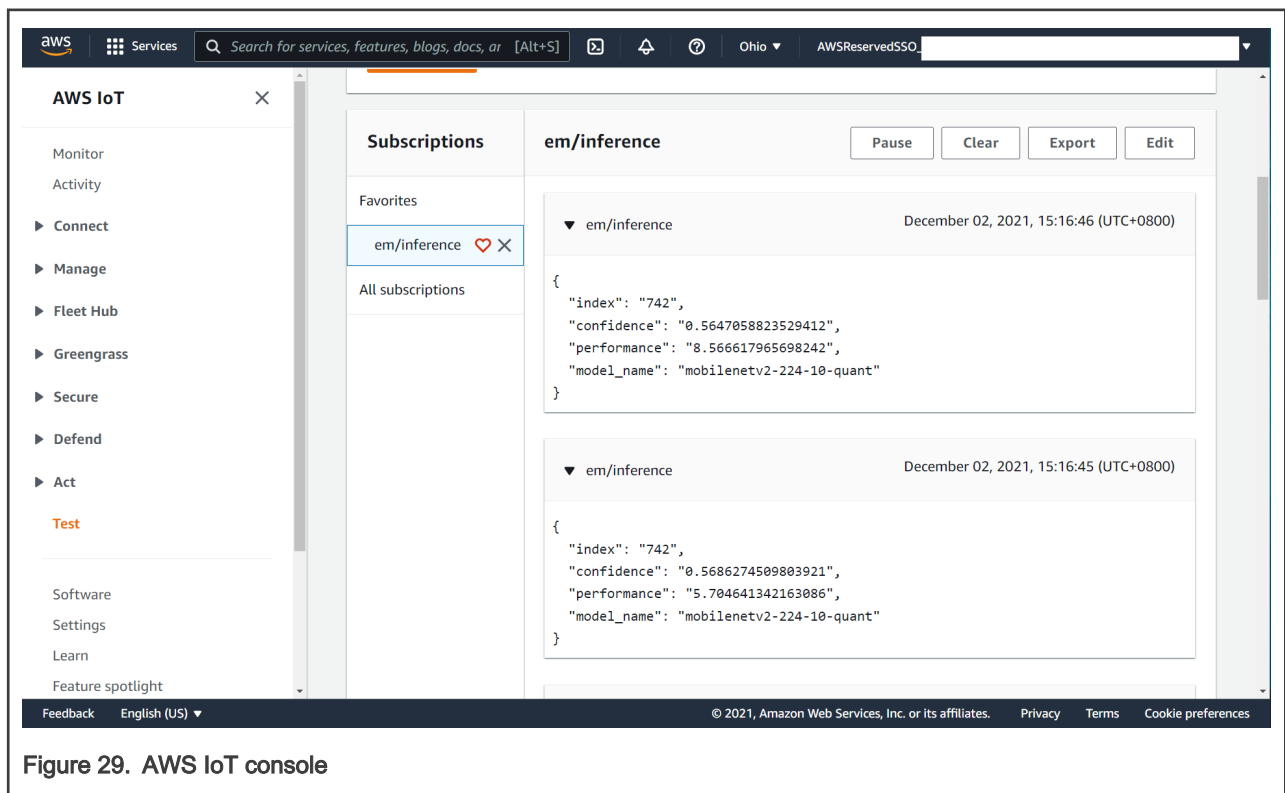 aws Services Search for services, features, blogs, docs, ar [Alt+S] Ohio AWSReservedSSO_
AWS IoT
Monitor
Activity
Connect
Manage
Fleet Hub
Greengrass
Secure
Defend
Act
Test
Software
Settings
Learn
Feature spotlight
Subscriptions
Favorites
em/inference
All subscriptions
em/inference Pause Clear Export Edit
em/inference December 02, 2021, 15:16:46 (UTC+0800)
{
"index": "742",
"confidence": "0.5647058823529412",
"performance": "8.566617965698242",
"model_name": "mobilenetv2-224-10-quant"
}
em/inference December 02, 2021, 15:16:45 (UTC+0800)
{
"index": "742",
"confidence": "0.5686274509803921",
"performance": "5.704641342163086",
"model_name": "mobilenetv2-224-10-quant"
}
Feedback English (US) © 2021, Amazon Web Services, Inc. or its affiliates. Privacy Terms Cookie preferences
Figure 29. AWS IoT console